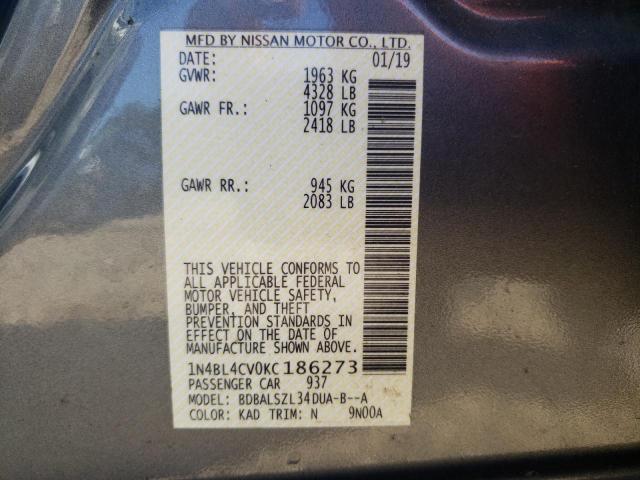 MFD BY NISSAN MOTOR CO., LTD.
DATE: 01/19
GVWR: 1963 KG
4328 LB
GAWR FR.: 1097 KG
2418 LB
GAWR RR.: 945 KG
2083 LB
THIS VEHICLE CONFORMS TO
ALL APPLICABLE FEDERAL
MOTOR VEHICLE SAFETY,
BUMPER, AND THEFT
PREVENTION STANDARDS IN
EFFECT ON THE DATE OF
MANUFACTURE SHOWN ABOVE.
1N4BL4CV0KC186273
PASSENGER CAR 937
MODEL: BDBALSZL34DUA-B--A
COLOR: KAD TRIM: N 9N00A